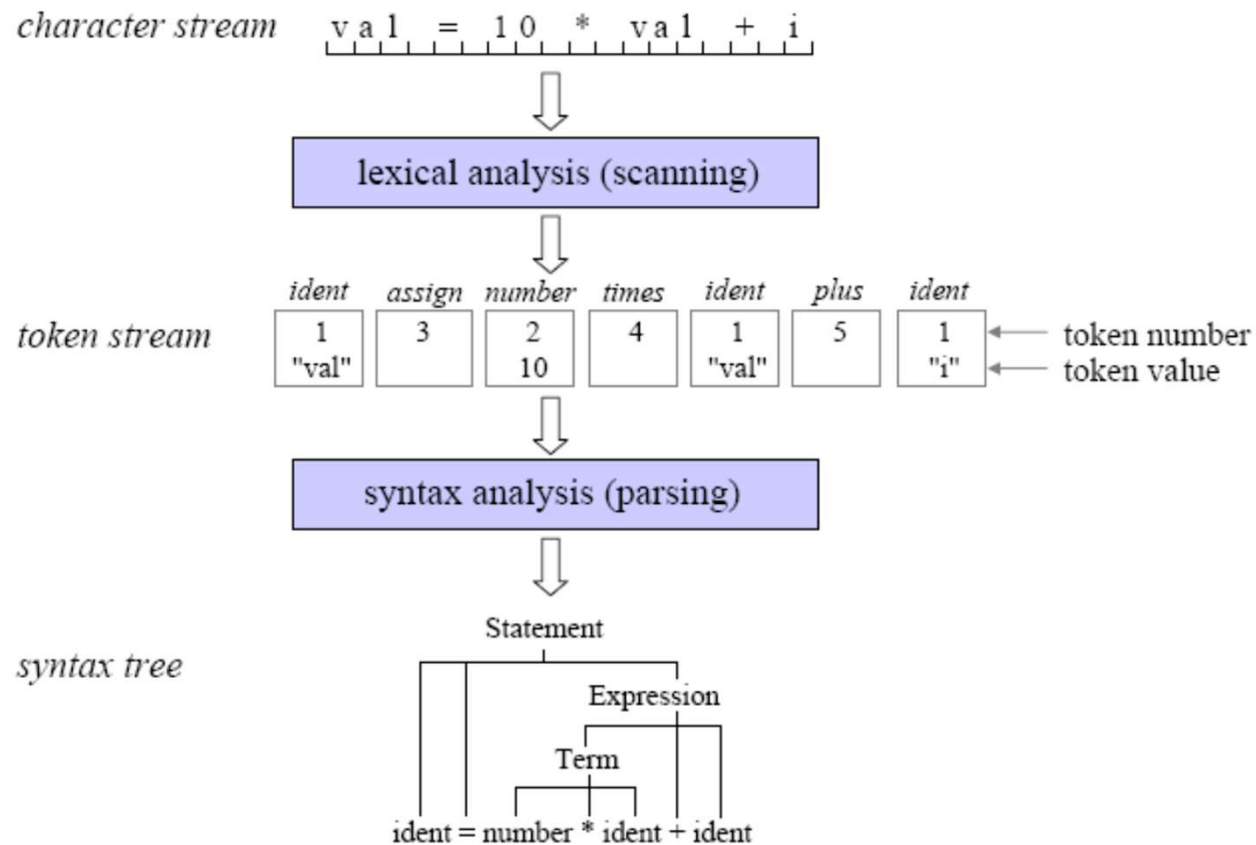 character stream v a l = 1 0 * v a l + i
lexical analysis (scanning)
ident assign number times ident plus ident
token stream 1 3 2 4 1 5 1 token number
"val" 10 "val" "i" token value
syntax analysis (parsing)
Statement
syntax tree
Expression
Term
ident = number * ident + ident